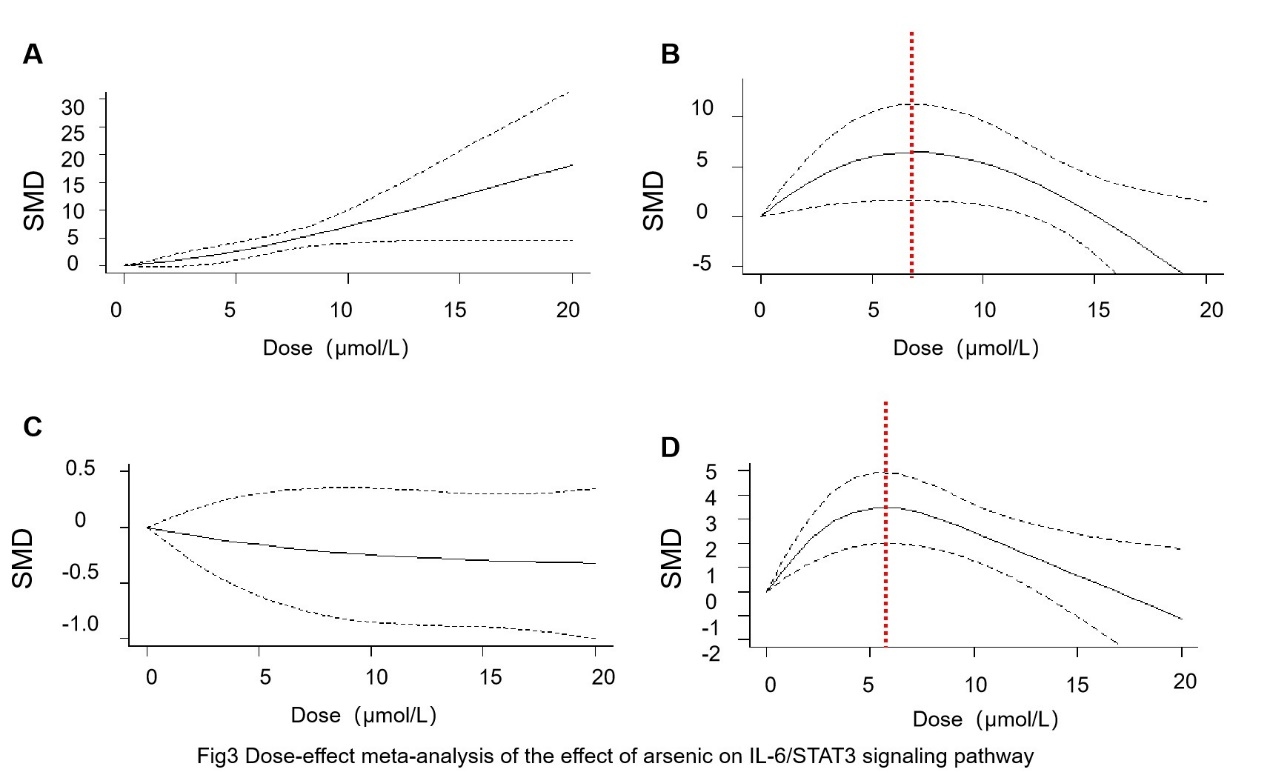 A
SMD
30
25
20
15
10
5
0
0 5 10 15 20
Dose（μmol/L）
B
SMD
10
5
0
-5
0 5 10 15 20
Dose（μmol/L）
C
SMD
0.5
0
-0.5
-1.0
0 5 10 15 20
Dose（μmol/L）
D
SMD
5
4
3
2
1
0
-1
-2
0 5 10 15 20
Dose（μmol/L）
Fig3 Dose-effect meta-analysis of the effect of arsenic on IL-6/STAT3 signaling pathway